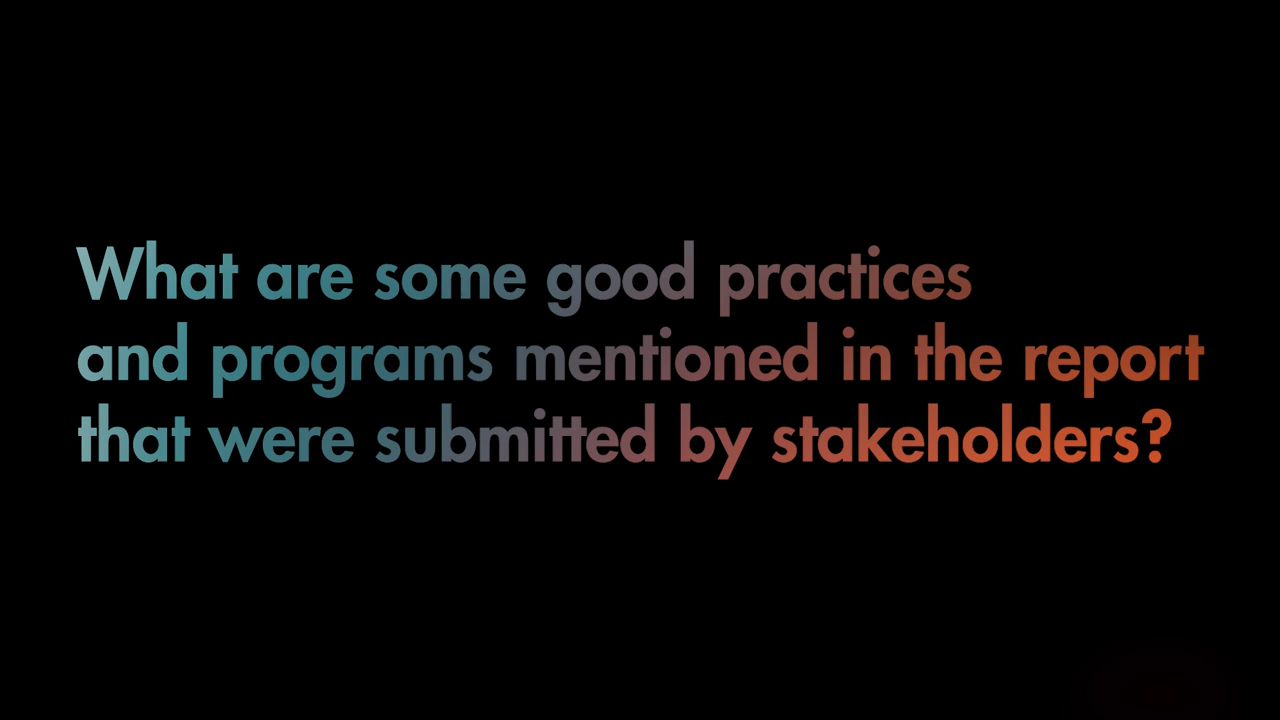 What are some good practices
and programs mentioned in the report
that were submitted by stakeholders?